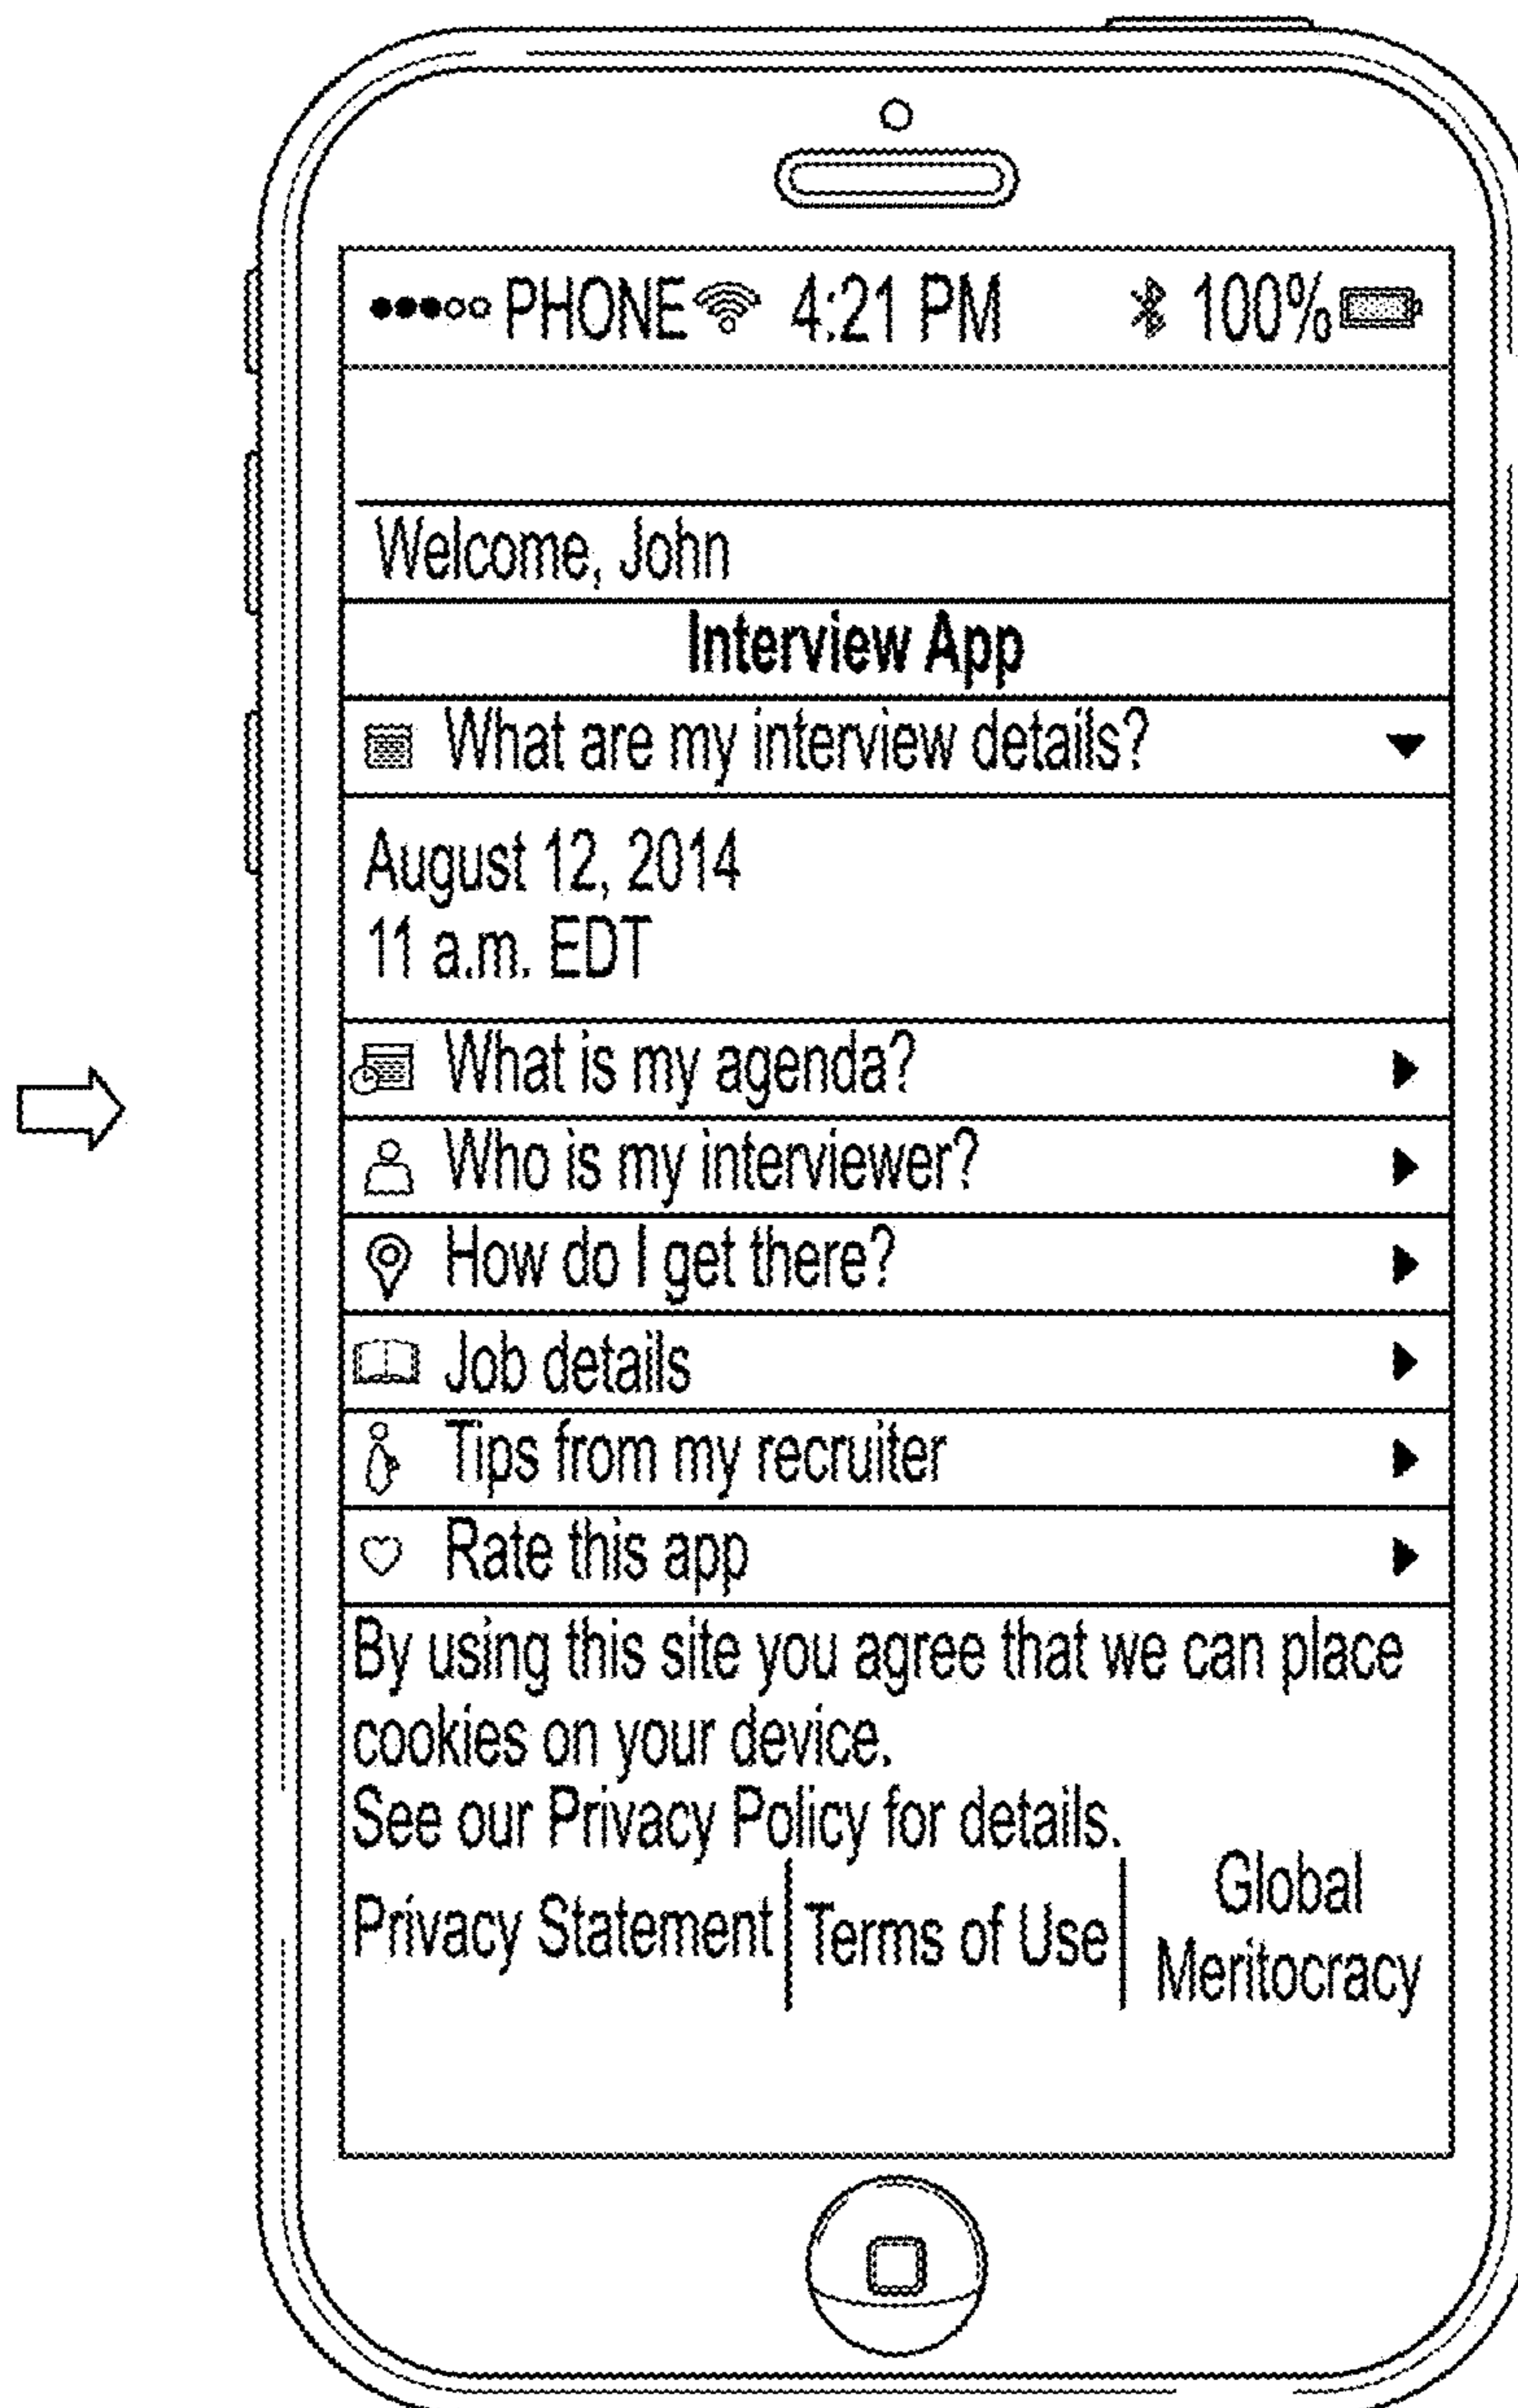 PHONE 4:21 PM 100%
Welcome, John
Interview App
What are my interview details?
August 12, 2014
11 a.m. EDT
What is my agenda?
Who is my interviewer?
How do I get there?
Job details
Tips from my recruiter
Rate this app
By using this site you agree that we can place
cookies on your device.
See our Privacy Policy for details.
Privacy Statement
Terms of Use
Global
Meritocracy